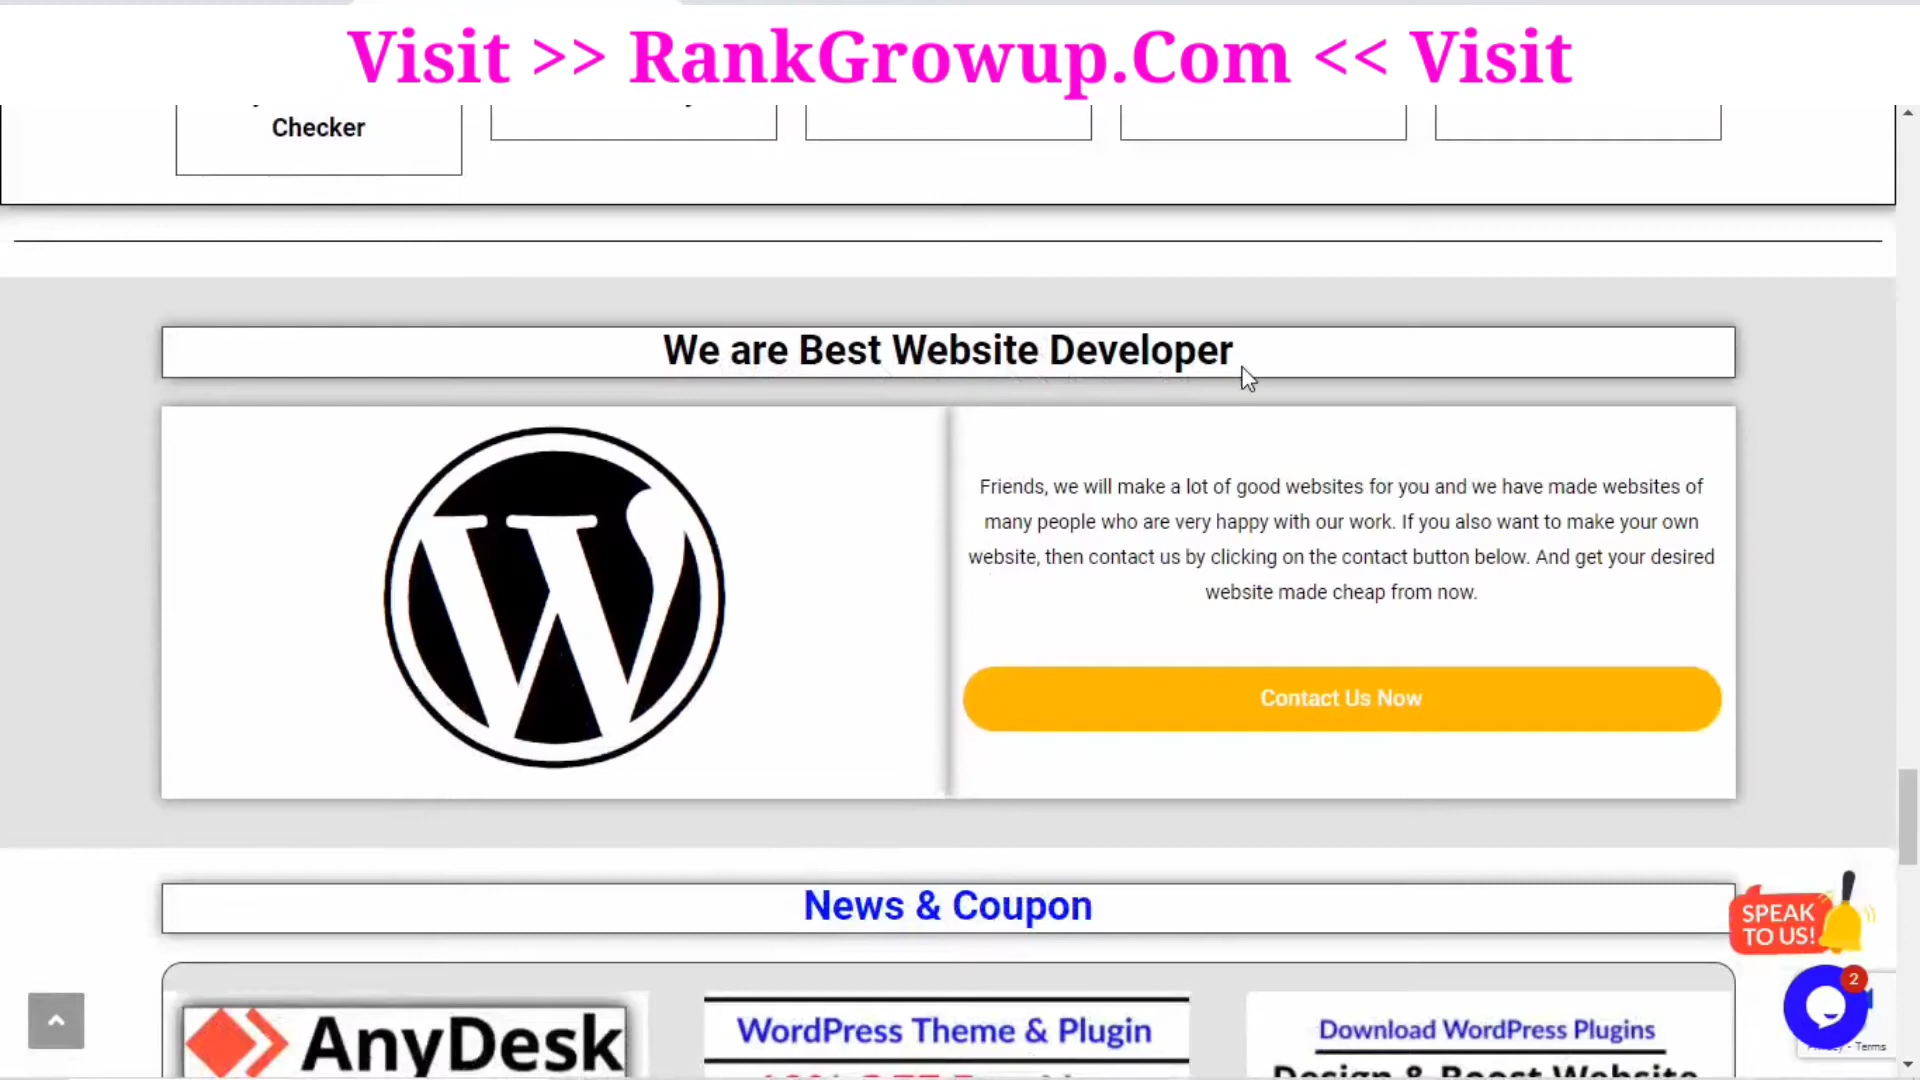 Visit >> RankGrowup.Com << Visit
Checker
We are Best Website Developer
Friends, we will make a lot of good websites for you and we have made websites of
many people who are very happy with our work. If you also want to make your own
website, then contact us by clicking on the contact button below. And get your desired
website made cheap from now.
Contact Us Now
News & Coupon
SPEAK
TO US!
2
AnyDesk
WordPress Theme & Plugin
Download WordPress Plugins
Design & Boost Website
- Terms